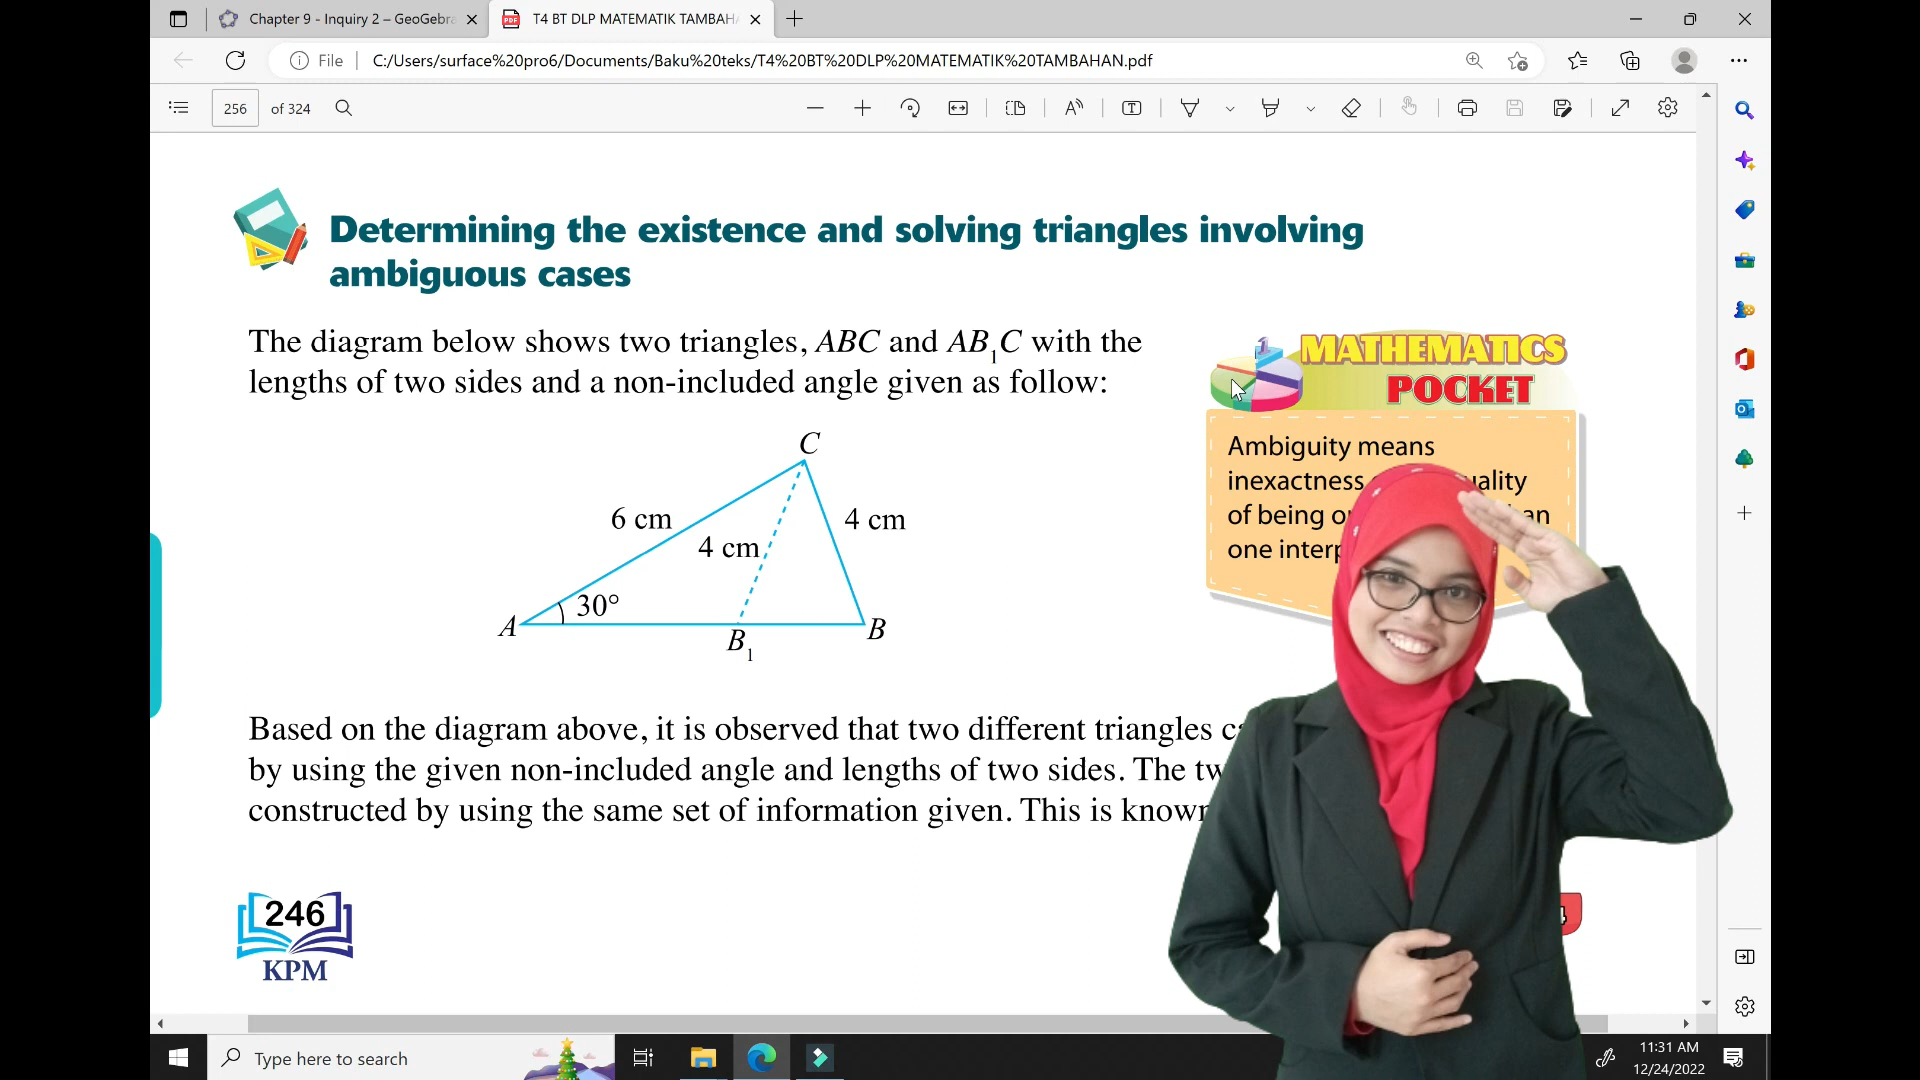 Chapter 9 - Inquiry 2 – GeoGebra
T4 BT DLP MATEMATIK TAMBAHA
File
C:/Users/surface%20pro6/Documents/Baku%20teks/T4%20BT%20DLP%20MATEMATIK%20TAMBAHAN.pdf
256 of 324
Determining the existence and solving triangles involving
ambiguous cases
The diagram below shows two triangles, ABC and AB1C with the
lengths of two sides and a non-included angle given as follow:
MATHEMATICS
POCKET
Ambiguity means
inexactness
of being
one
C
6 cm
4 cm
4 cm
30°
A
B1
B
Based on the diagram above, it is observed that two different triangles
by using the given non-included angle and lengths of two sides. The
constructed by using the same set of information given. This is known
246
KPM
Type here to search
11:31 AM
12/24/2022